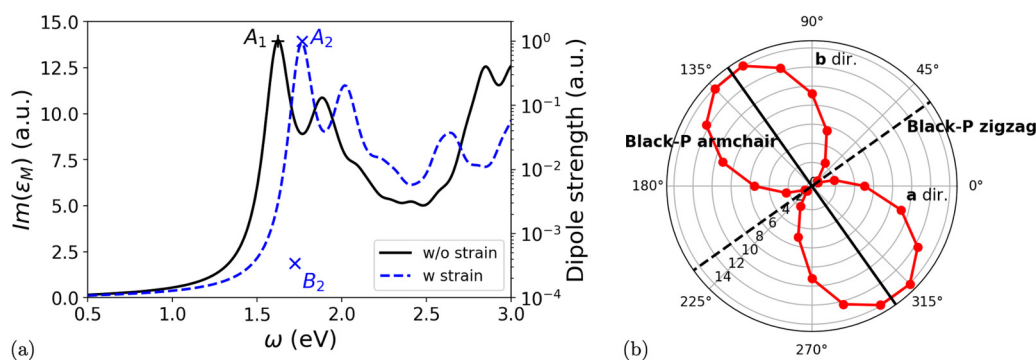 15.0
12.5
10.0
7.5
5.0
2.5
0.0
Im(εM) (a.u.)
A1
A2
B2
w/o strain
w strain
0.5
1.0
1.5
2.0
2.5
3.0
ω (eV)
10^0
10^-1
10^-2
10^-3
10^-4
Dipole strength (a.u.)
(a)
90°
135°
b dir.
45°
Black-P armchair
Black-P zigzag
180°
0°
a dir.
2
4
6
8
10
12
14
225°
315°
270°
(b)